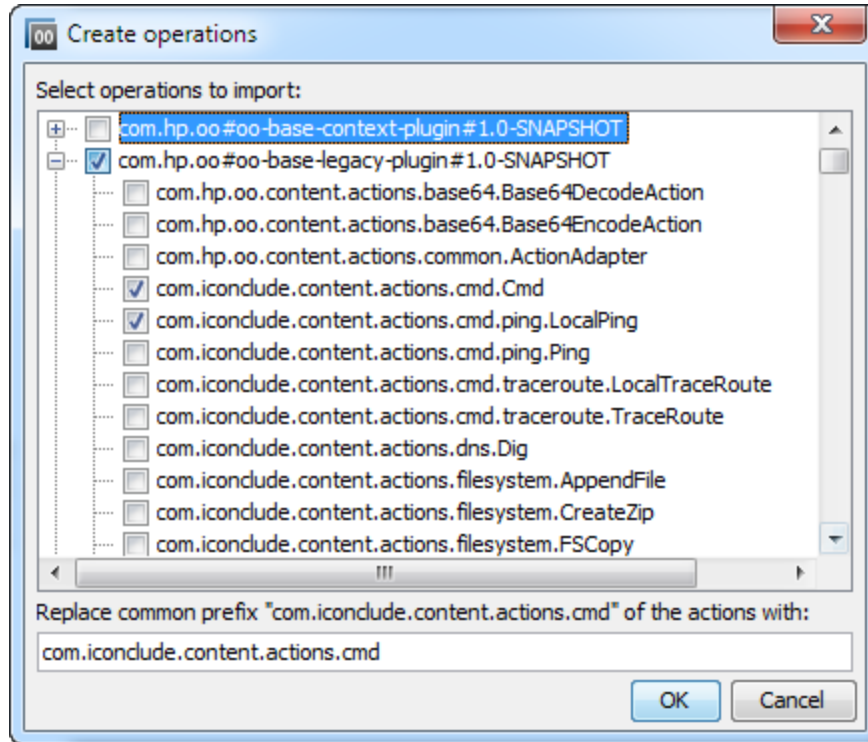 00 Create operations
Select operations to import:
com.hp.oo#oo-base-context-plugin#1.0-SNAPSHOT
com.hp.oo#oo-base-legacy-plugin#1.0-SNAPSHOT
com.hp.oo.content.actions.base64.Base64DecodeAction
com.hp.oo.content.actions.base64.Base64EncodeAction
com.hp.oo.content.actions.common.ActionAdapter
com.iconclude.content.actions.cmd.Cmd
com.iconclude.content.actions.cmd.ping.LocalPing
com.iconclude.content.actions.cmd.ping.Ping
com.iconclude.content.actions.cmd.traceroute.LocalTraceRoute
com.iconclude.content.actions.cmd.traceroute.TraceRoute
com.iconclude.content.actions.dns.Dig
com.iconclude.content.actions.filesystem.AppendFile
com.iconclude.content.actions.filesystem.CreateZip
com.iconclude.content.actions.filesystem.FSCopy
Replace common prefix "com.iconclude.content.actions.cmd" of the actions with:
com.iconclude.content.actions.cmd
OK Cancel